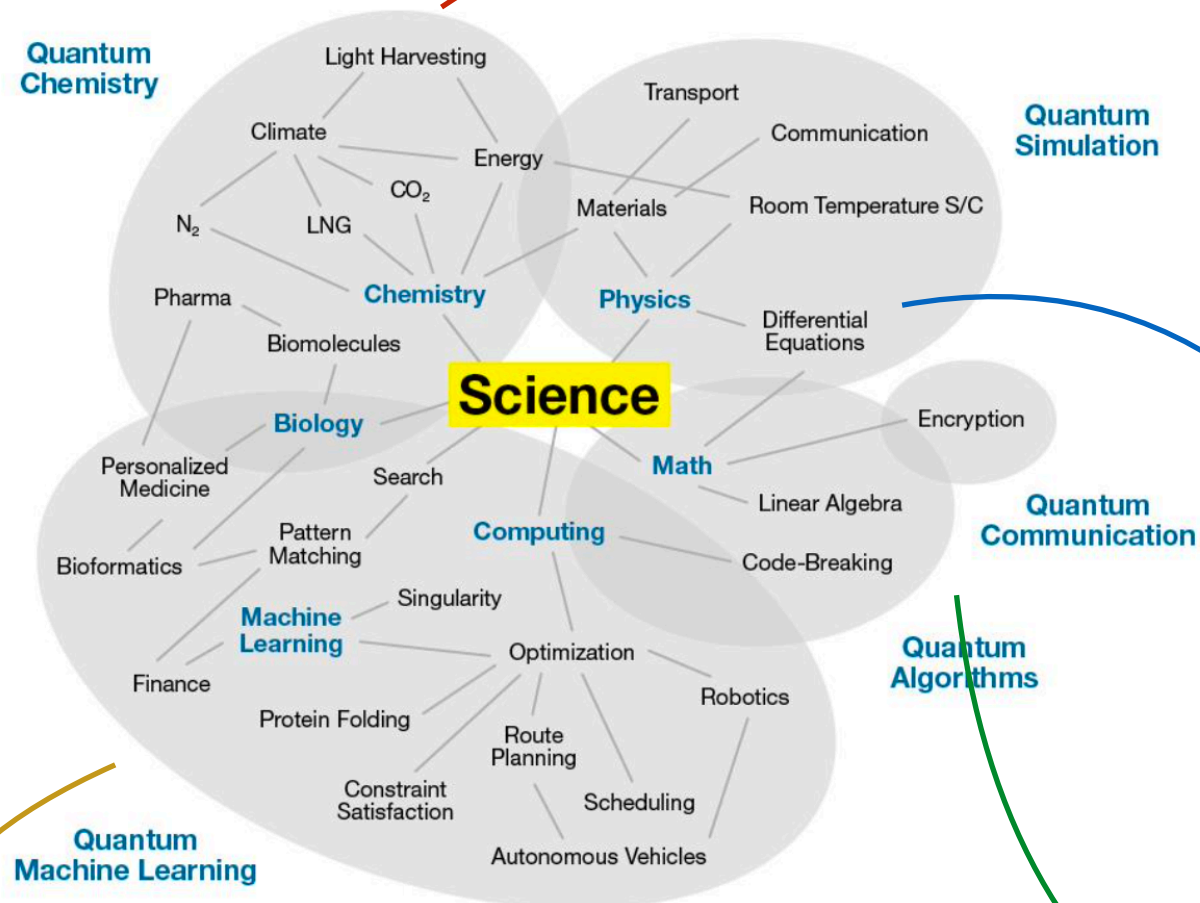 Quantum
Chemistry
Light Harvesting
Climate
Energy
CO₂
N₂
LNG
Chemistry
Pharma
Biomolecules
Transport
Communication
Materials
Room Temperature S/C
Physics
Differential
Equations
Quantum
Simulation
Science
Biology
Personalized
Medicine
Search
Bioformatics
Pattern
Matching
Computing
Math
Encryption
Linear Algebra
Code-Breaking
Quantum
Communication
Machine
Learning
Singularity
Finance
Optimization
Robotics
Protein Folding
Route
Planning
Constraint
Satisfaction
Scheduling
Autonomous Vehicles
Quantum
Algorithms
Quantum
Machine Learning